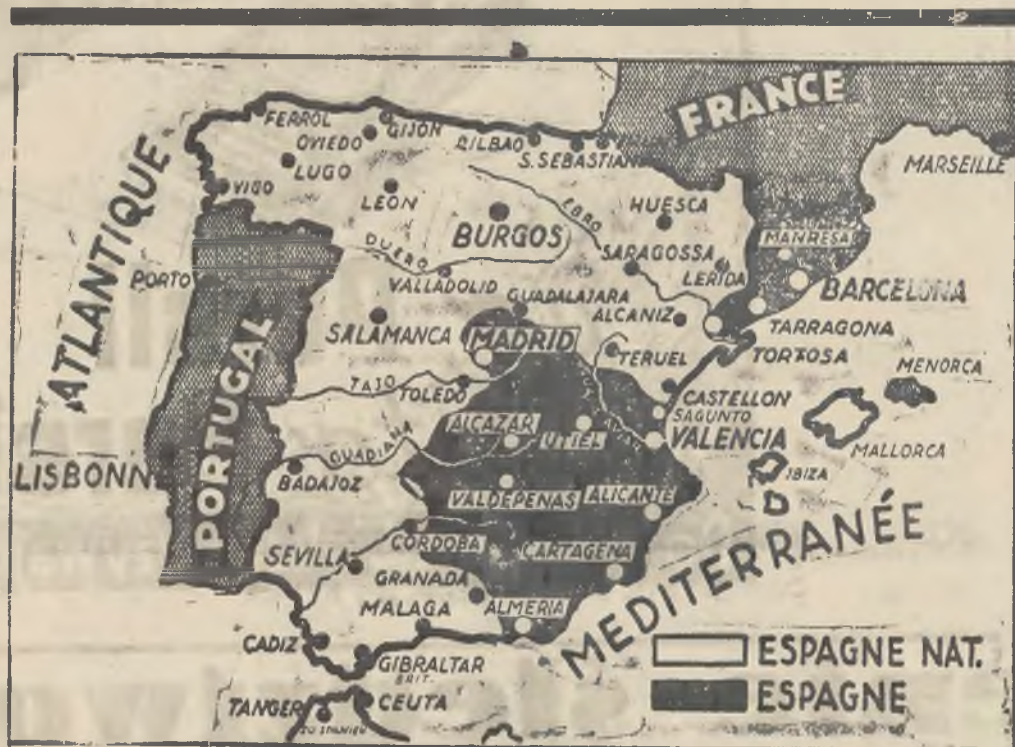 FRANCE
FERROL
GIJON
OVIEDO
LUGO
BILBAO
S. SEBASTIAN
MARSEILLE
ATLANTIQUE
VIGO
LEON
BURGOS
EBRO
HUESCA
MANRESA
DUERO
SARAGOSSA
LERIDA
BARCELONA
PORTO
VALLADOLID
GUADALAJARA
ALCANIZ
TARRAGONA
SALAMANCA
MADRID
TERUEL
TORTOSA
MENORCA
TAJO
TOLEDO
CASTELLON
SAGUNTO
PORTUGAL
ALCAZAR
UTIEL
VALENCIA
MALLORCA
GUADIANA
LISBONNE
BADAJOZ
VALDEPENAS
ALICANTE
IBIZA
SEVILLA
CORDOBA
CARTAGENA
MEDITERRANÉE
GRANADA
MALAGA
ALMERIA
CADIZ
GIBRALTAR
BRIT.
TANGER
CEUTA
ESPAGNE NAT.
ESPAGNE